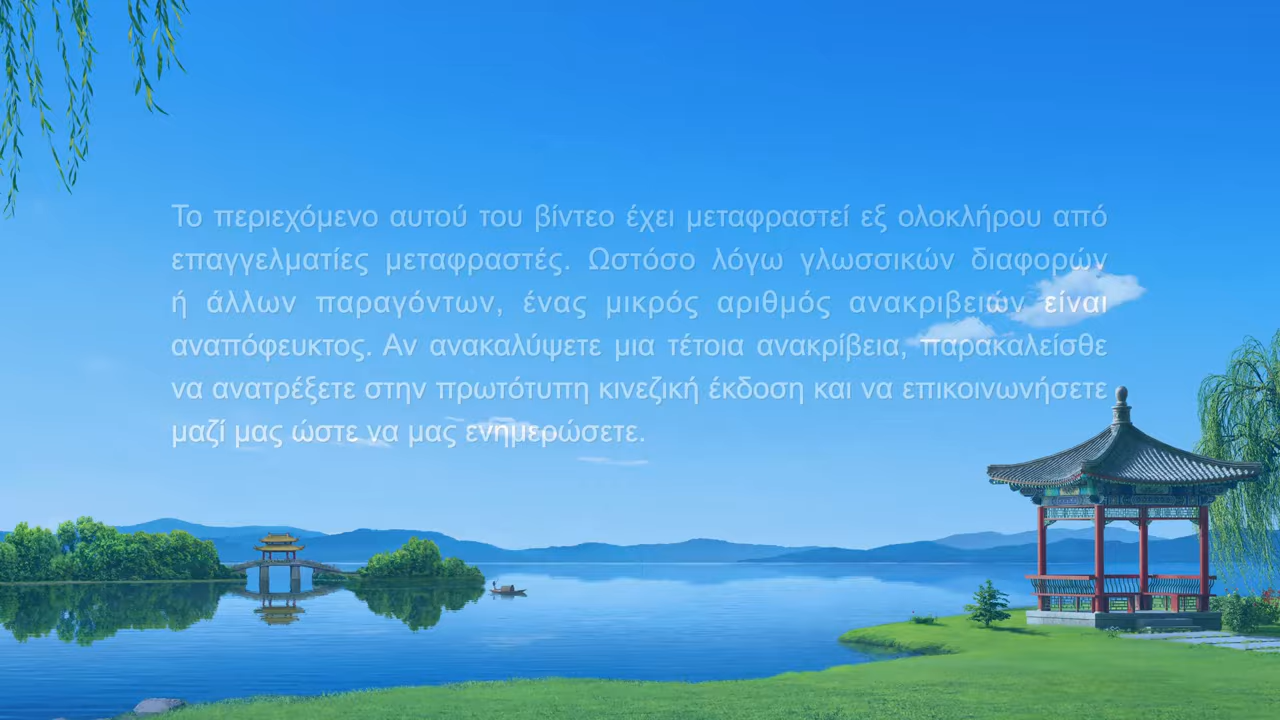 Το περιεχόμενο αυτού του βίντεο έχει μεταφραστεί εξ ολοκλήρου από
επαγγελματίες μεταφραστές. Ωστόσο λόγω γλωσσικών διαφορών
ή άλλων παραγόντων, ένας μικρός αριθμός ανακριβειών είναι
αναπόφευκτος. Αν ανακαλύψετε μια τέτοια ανακρίβεια, παρακαλείσθε
να ανατρέξετε στην πρωτότυπη κινεζική έκδοση και να επικοινωνήσετε
μαζί μας ώστε να μας ενημερώσετε.